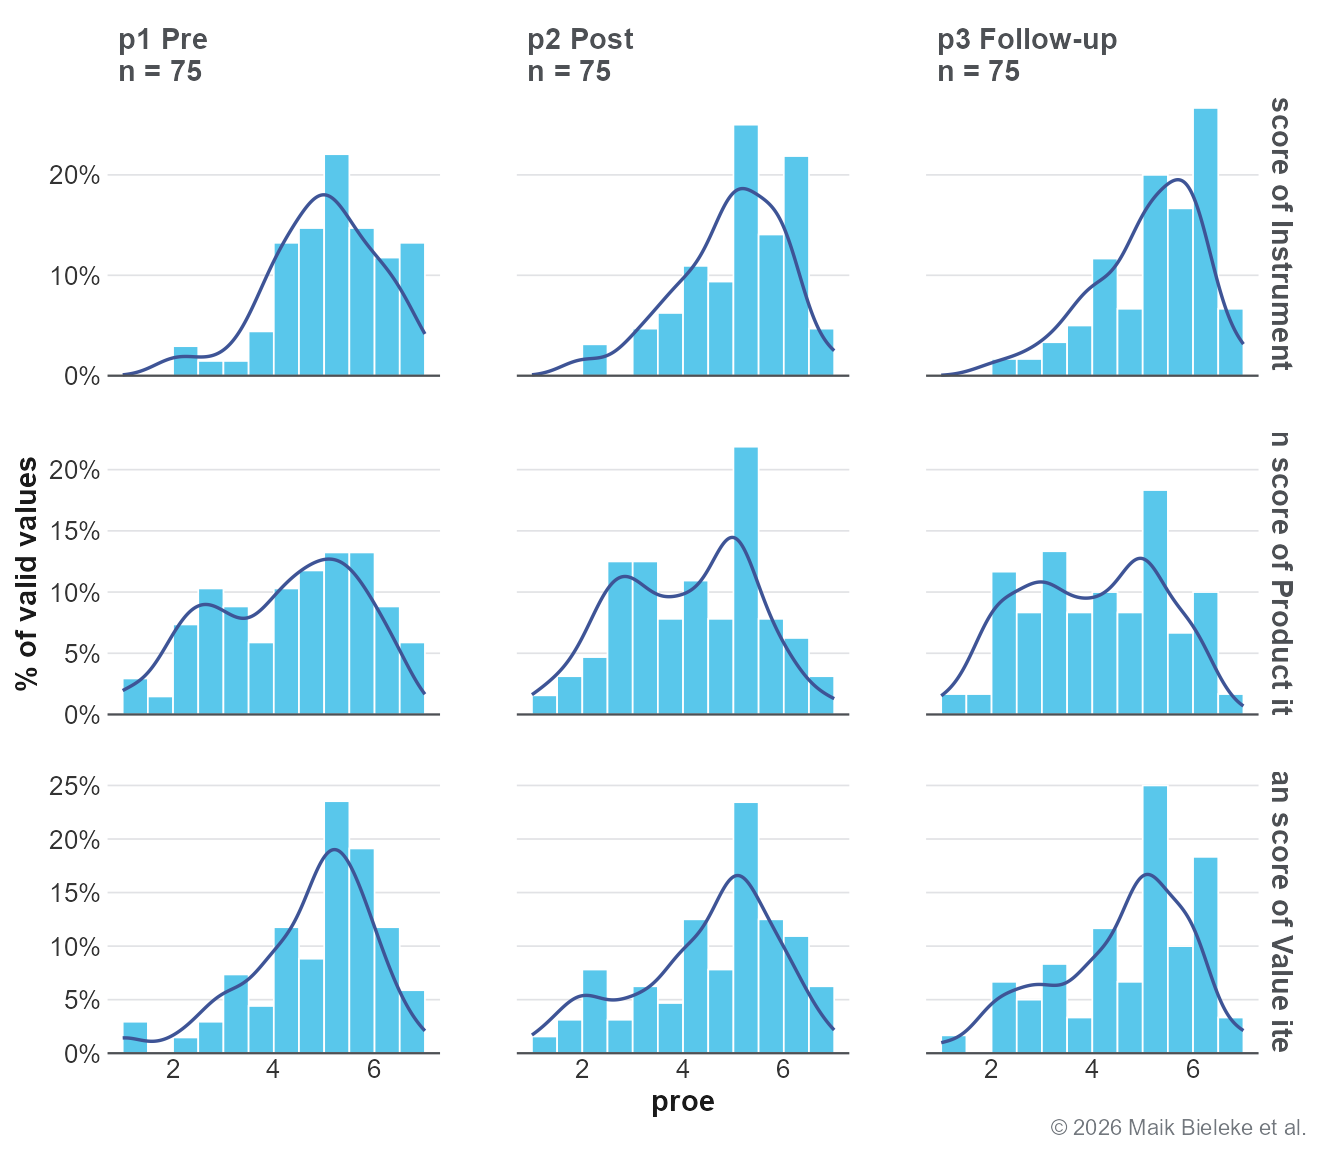 p1 Pre
n = 75
p2 Post
n = 75
p3 Follow-up
n = 75
20%
10%
0%
score of Instrument
% of valid values
20%
15%
10%
5%
0%
n score of Product it
25%
20%
15%
10%
5%
0%
an score of Value ite
2 4 6
2 4 6
2 4 6
proe
© 2026 Maik Bieleke et al.